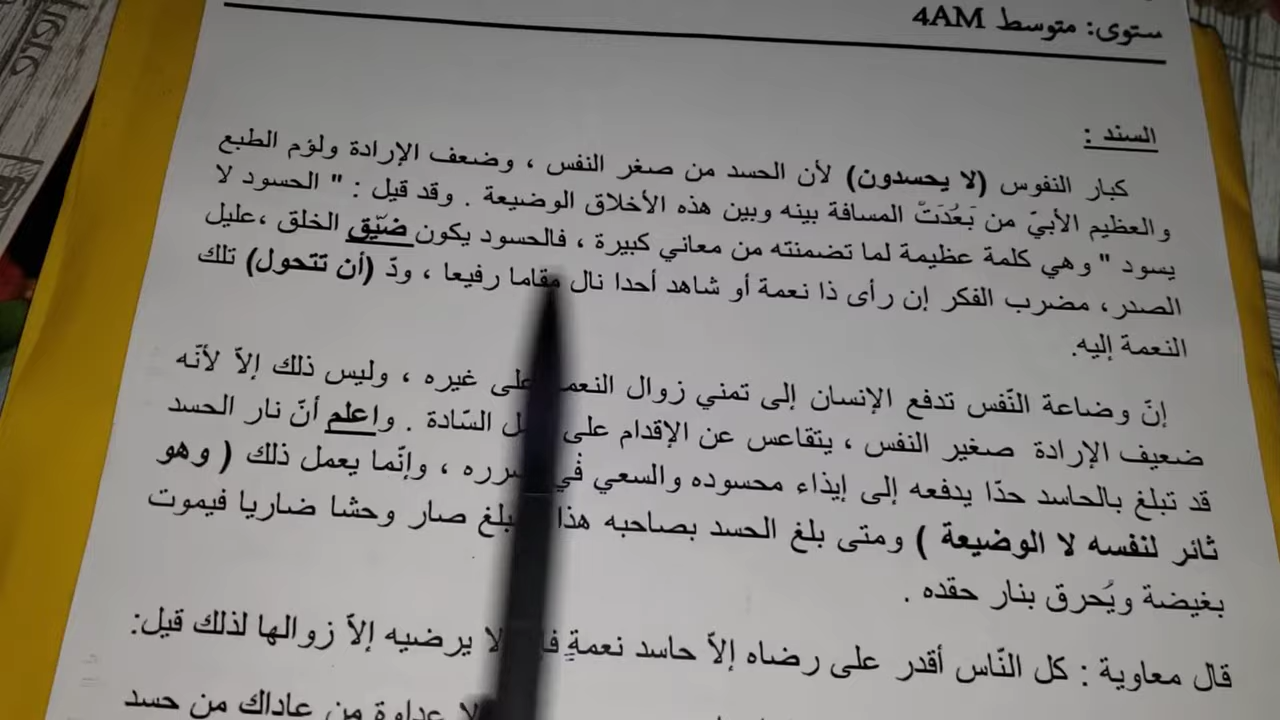 ستوى: متوسط 4AM
السند :
كبار النفوس (لا يحسدون) لأن الحسد من صغر النفس ، وضعف الإرادة ولؤم الطبع
والعظيم الأبيّ من بَعُدَتّ المسافة بينه وبين هذه الأخلاق الوضيعة . وقد قيل : " الحسود لا
يسود " وهي كلمة عظيمة لما تضمنته من معاني كبيرة ، فالحسود يكون ضيّق الخلق ،عليل
الصدر، مضرب الفكر إن رأى ذا نعمة أو شاهد أحدا نال مقاما رفيعا ، ودّ (أن تتحول) تلك
النعمة إليه.
إنّ وضاعة النّفس تدفع الإنسان إلى تمني زوال على غيره ، وليس ذلك إلاّ لأنّه
ضعيف الإرادة صغير النفس ، يتقاعس عن الإقدام على السّادة . واعلم أنّ نار الحسد
قد تبلغ بالحاسد حدّا يدفعه إلى إيذاء محسوده والسعي في ، وإنّما يعمل ذلك ( وهو
ثائر لنفسه لا الوضيعة ) ومتى بلغ الحسد بصاحبه هذا صار وحشا ضاريا فيموت
بغيضة ويُحرق بنار حقده .
قال معاوية : كل النّاس أقدر على رضاه إلاّ حاسد نعمةٍ لا يرضيه إلاّ زوالها لذلك قيل:
عداوة من عاداك من حسد